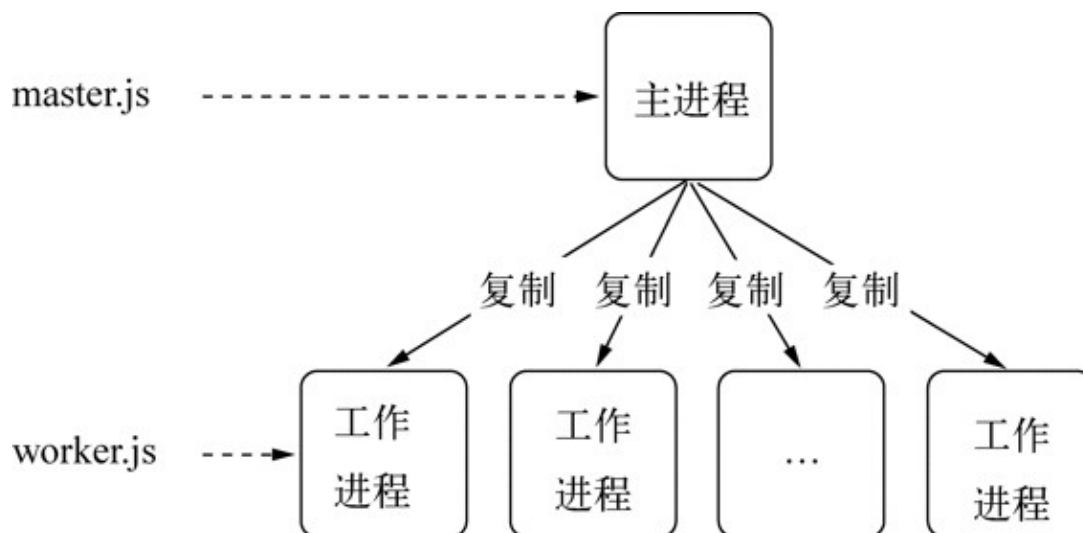 master.js
主进程
复制 复制 复制 复制
工作
进程
工作
进程
…
工作
进程
worker.js